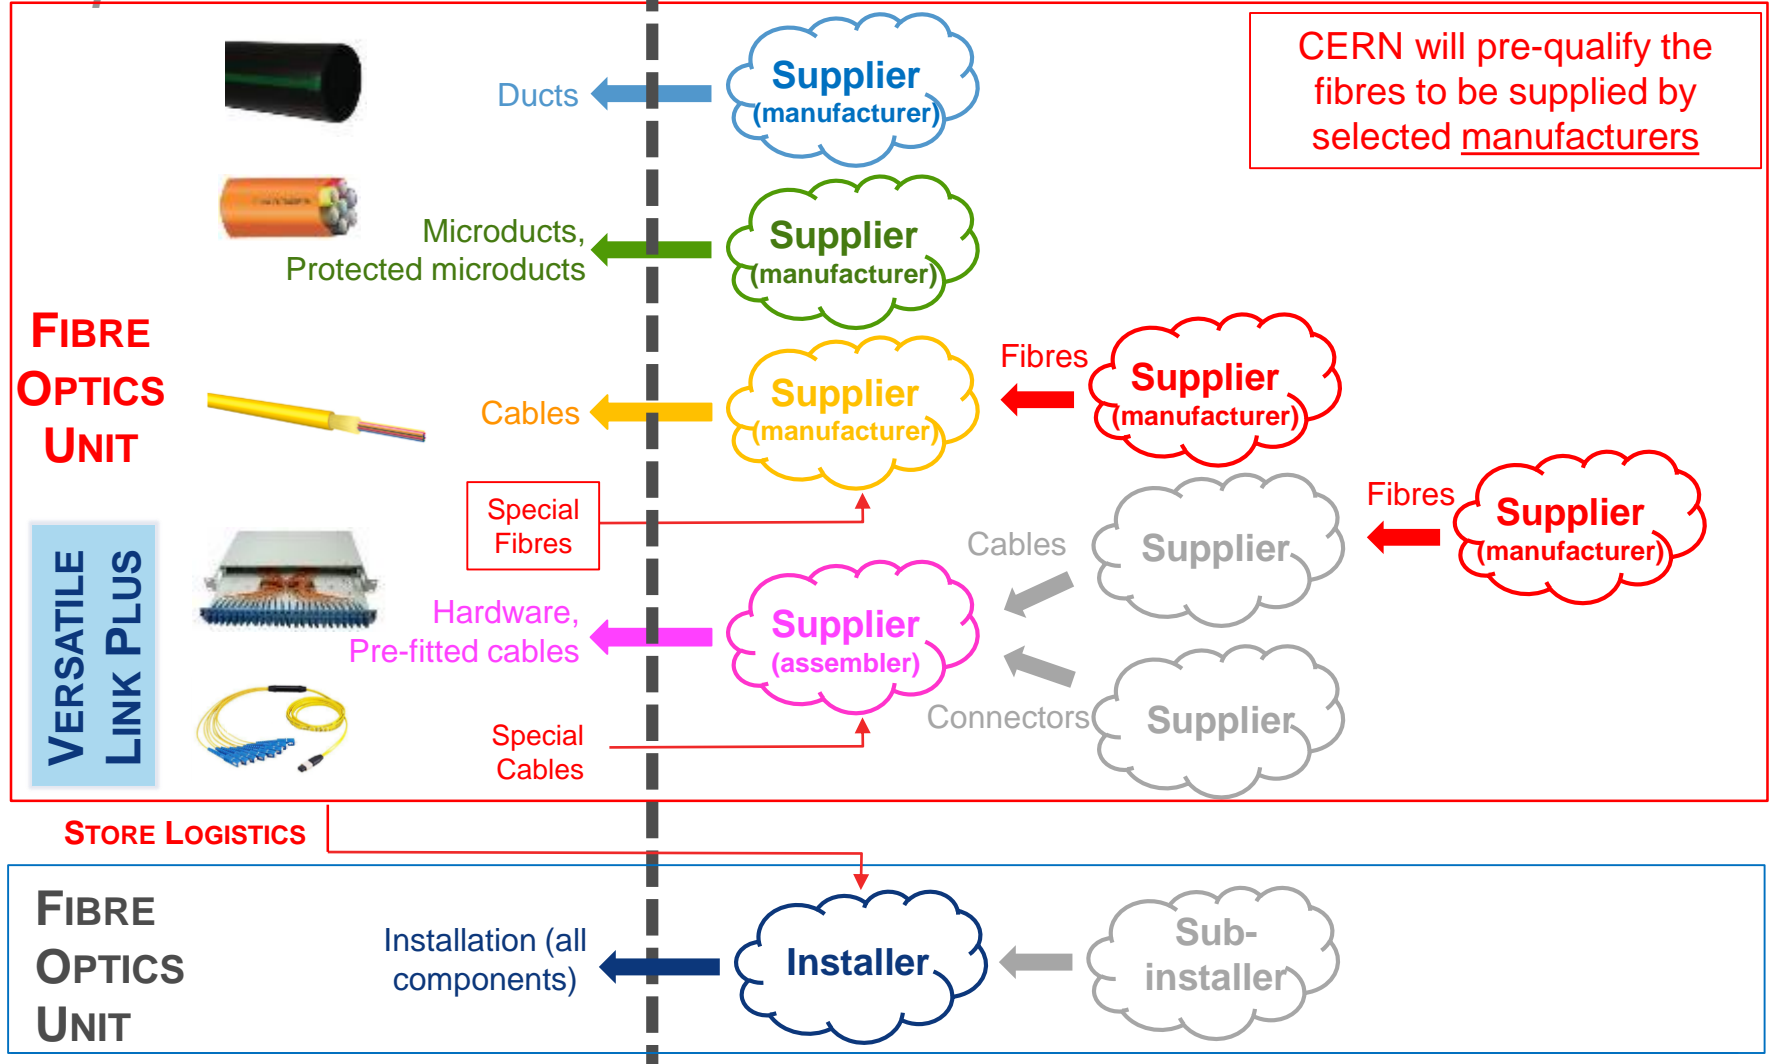 CERN will pre-qualify the
fibres to be supplied by
selected manufacturers
Ducts
Supplier
(manufacturer)
Microducts,
Protected microducts
Supplier
(manufacturer)
FIBRE
OPTICS
UNIT
Cables
Supplier
(manufacturer)
Fibres
Supplier
(manufacturer)
Special
Fibres
VERSATILE
LINK PLUS
Hardware,
Pre-fitted cables
Supplier
(assembler)
Cables
Supplier
Fibres
Supplier
(manufacturer)
Connectors
Supplier
Special
Cables
STORE LOGISTICS
FIBRE
OPTICS
UNIT
Installation (all
components)
Installer
Sub-
installer